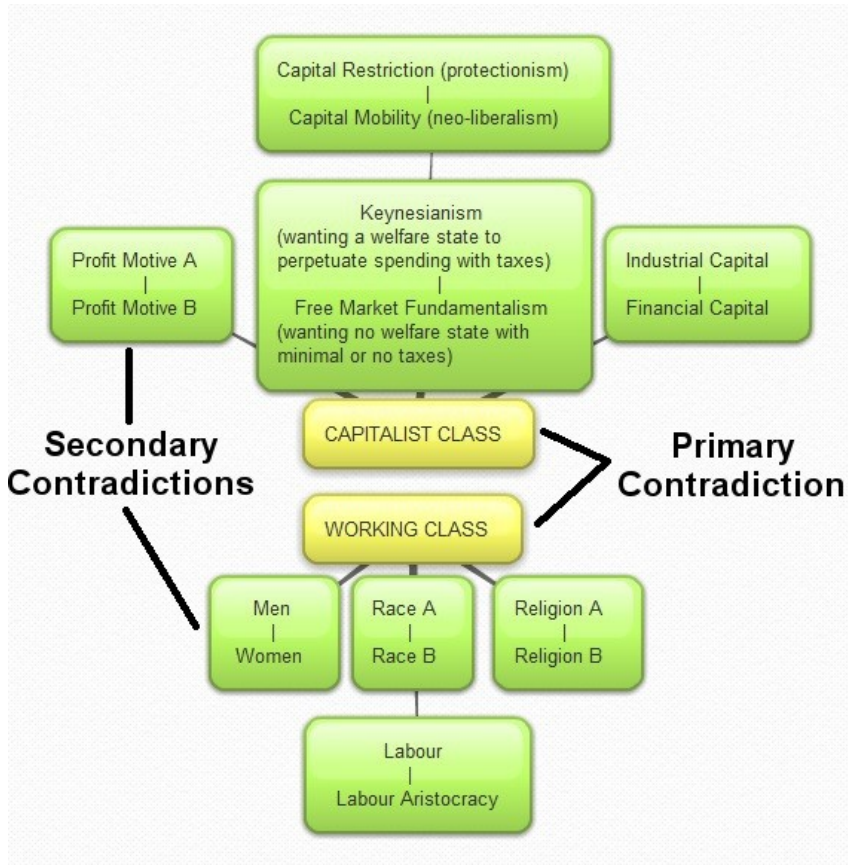 Capital Restriction (protectionism)
|
Capital Mobility (neo-liberalism)
Keynesianism
(wanting a welfare state to
perpetuate spending with taxes)
|
Free Market Fundamentalism
(wanting no welfare state with
minimal or no taxes)
Profit Motive A
|
Profit Motive B
Industrial Capital
|
Financial Capital
CAPITALIST CLASS
Secondary
Contradictions
Primary
Contradiction
WORKING CLASS
Men
|
Women
Race A
|
Race B
Religion A
|
Religion B
Labour
|
Labour Aristocracy